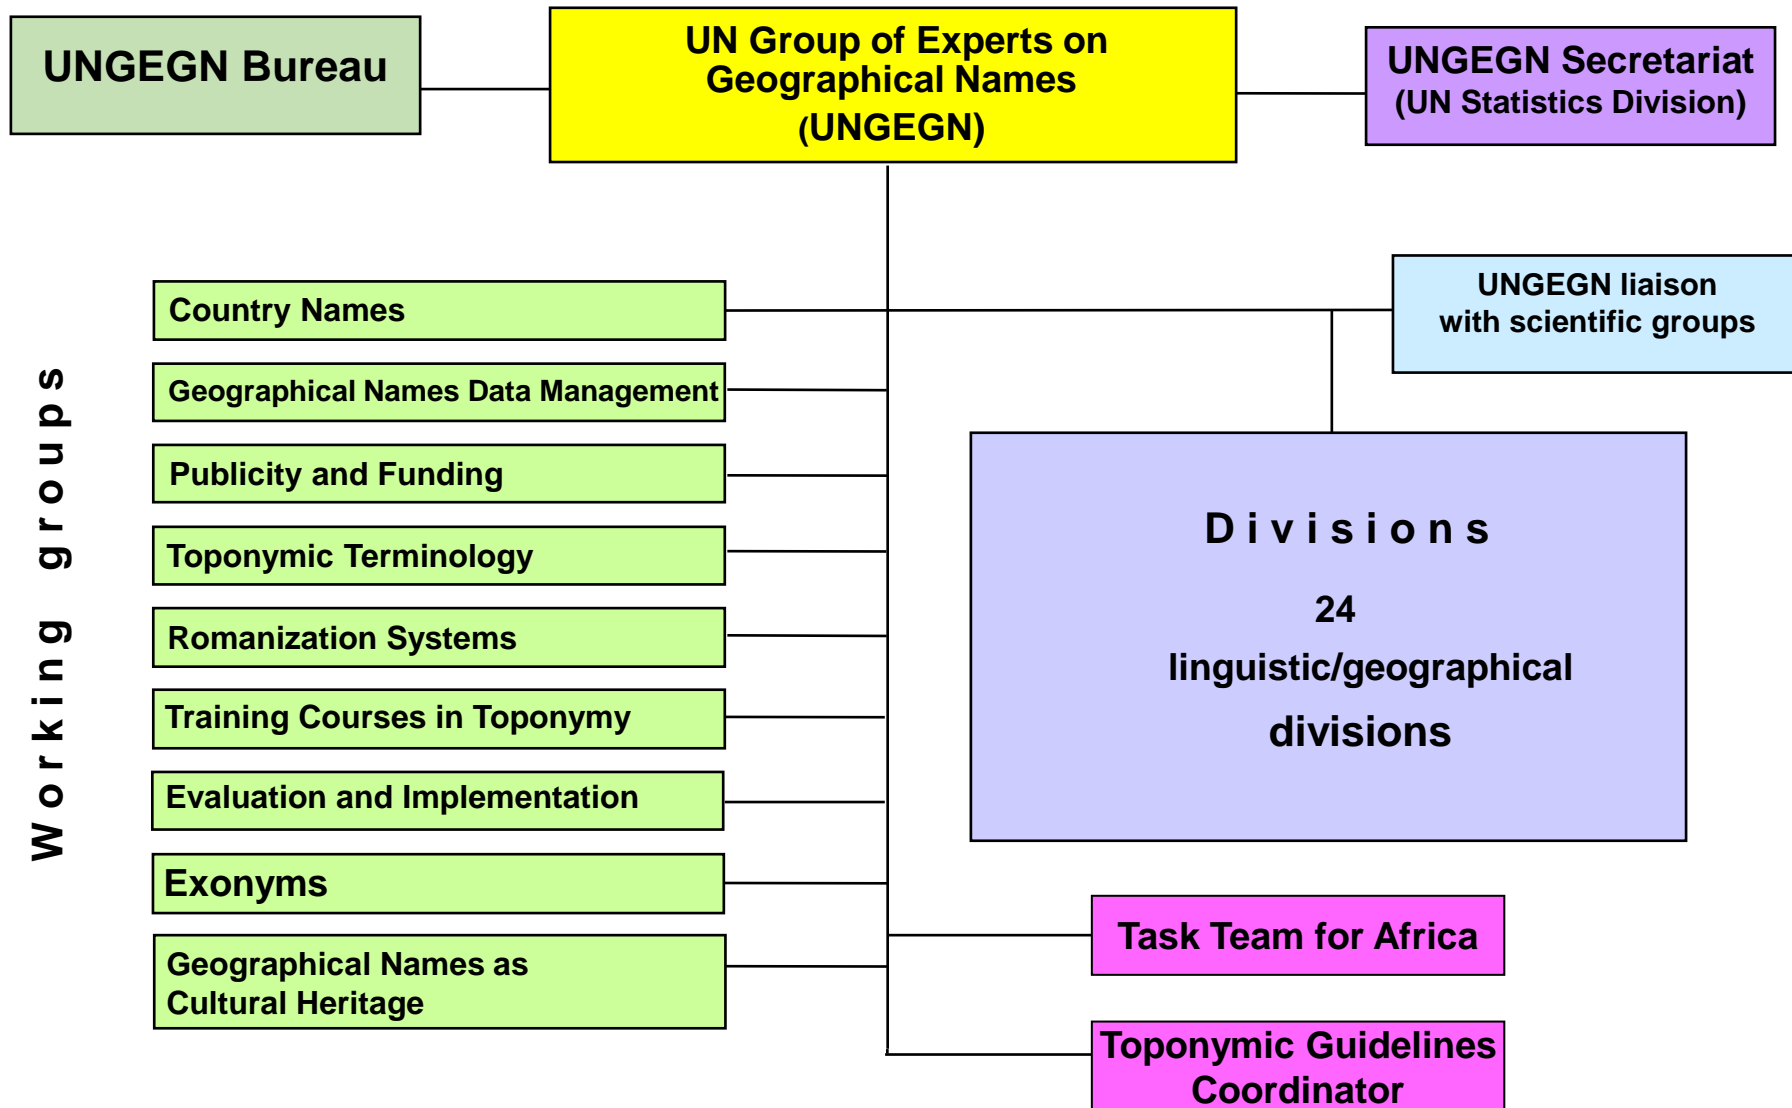 UNGEGN Bureau
UN Group of Experts on
Geographical Names
(UNGEGN)
UNGEGN Secretariat
(UN Statistics Division)
Working groups
Country Names
Geographical Names Data Management
Publicity and Funding
Toponymic Terminology
Romanization Systems
Training Courses in Toponymy
Evaluation and Implementation
Exonyms
Geographical Names as
Cultural Heritage
UNGEGN liaison
with scientific groups
Divisions
24
linguistic/geographical
divisions
Task Team for Africa
Toponymic Guidelines
Coordinator